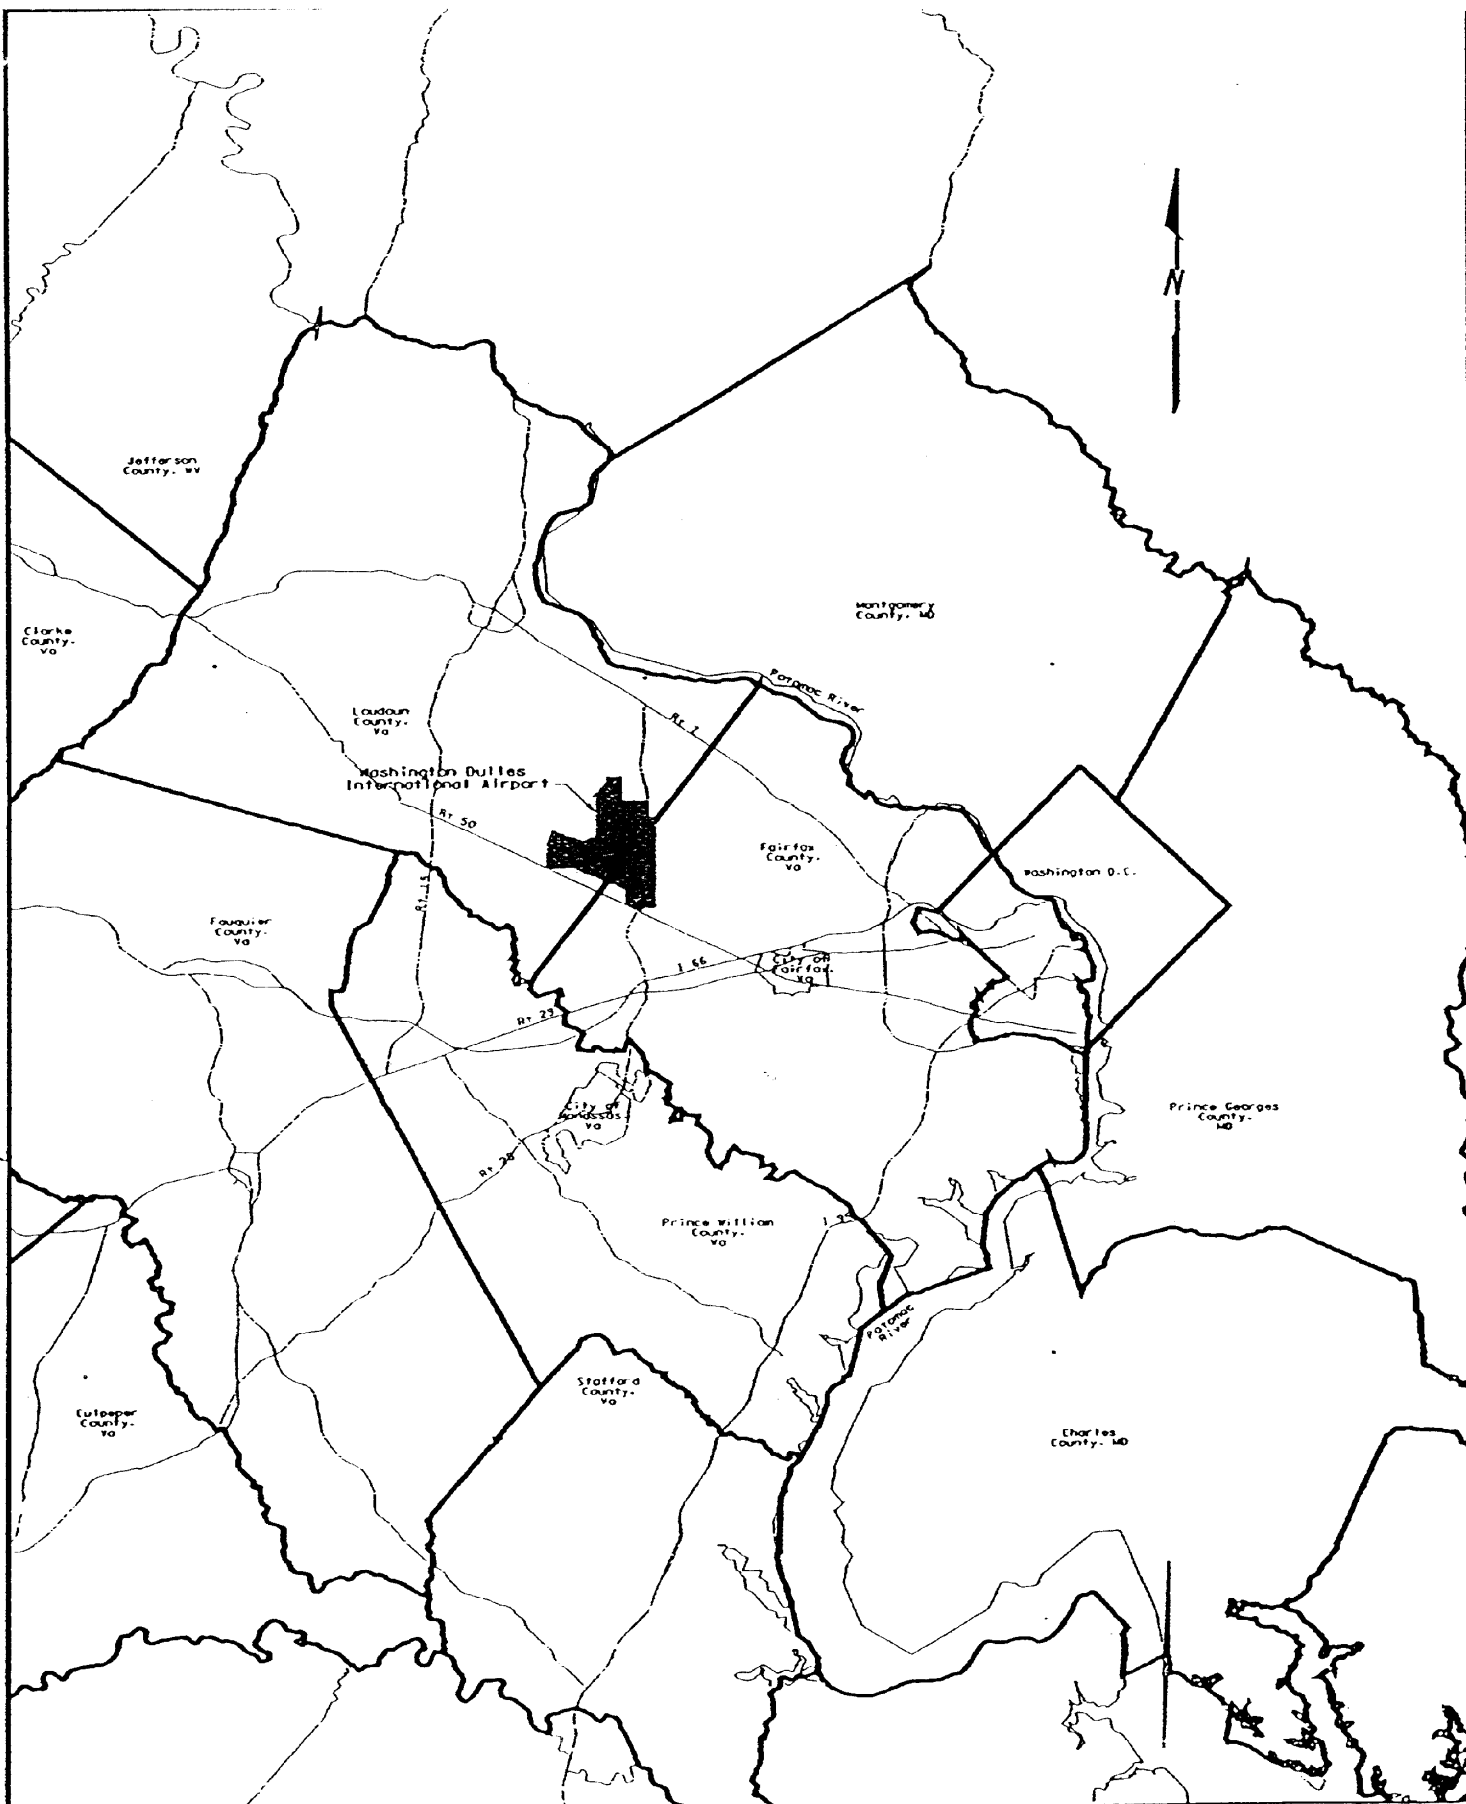 N
Jefferson
County. WV
Clarke
County.
Va
Montgomery
County. MD
Potomac River
Loudoun
County.
Va
Rt 7
Washington Dulles
International Airport
Rt 50
Fairfax
County.
Va
Washington D.C.
Rt 15
Fauquier
County.
Va
I 66
City of
Fairfax.
Va
Rt 29
City of
Manassas.
Va
Prince Georges
County.
MD
Rt 28
Prince William
County.
Va
I 95
Potomac
River
Stafford
County.
Va
Culpeper
County.
Va
Charles
County. MD